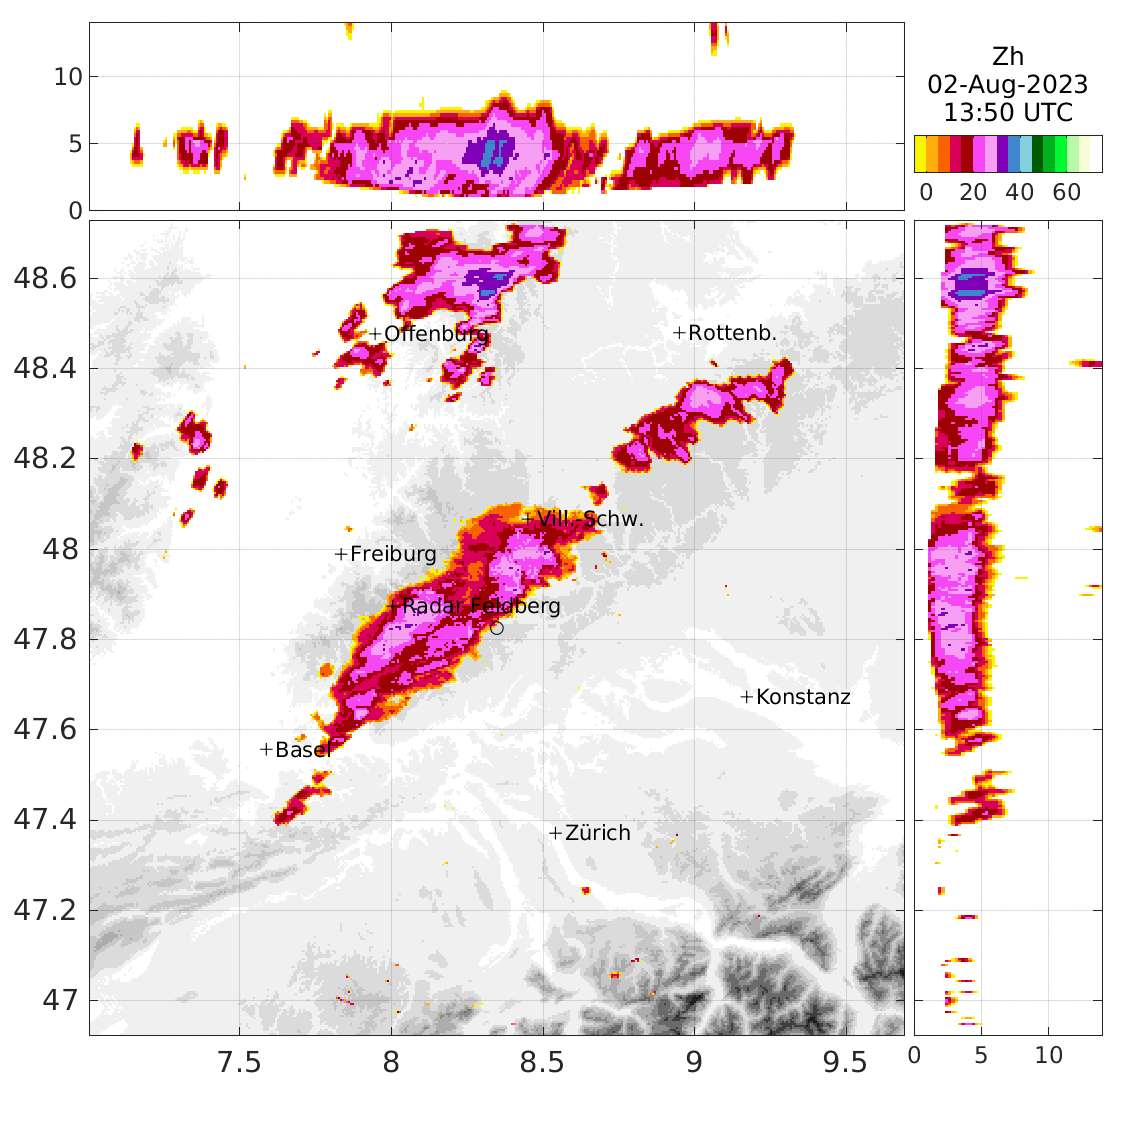 10
5
0
Zh
02-Aug-2023
13:50 UTC
0 20 40 60
48.6
48.4
48.2
48
47.8
47.6
47.4
47.2
47
+Offenburg
+Rottenb.
+Vill.-Schw.
+Freiburg
+Radar Feldberg
+Konstanz
+Basel
+Zürich
7.5 8 8.5 9 9.5
0 5 10